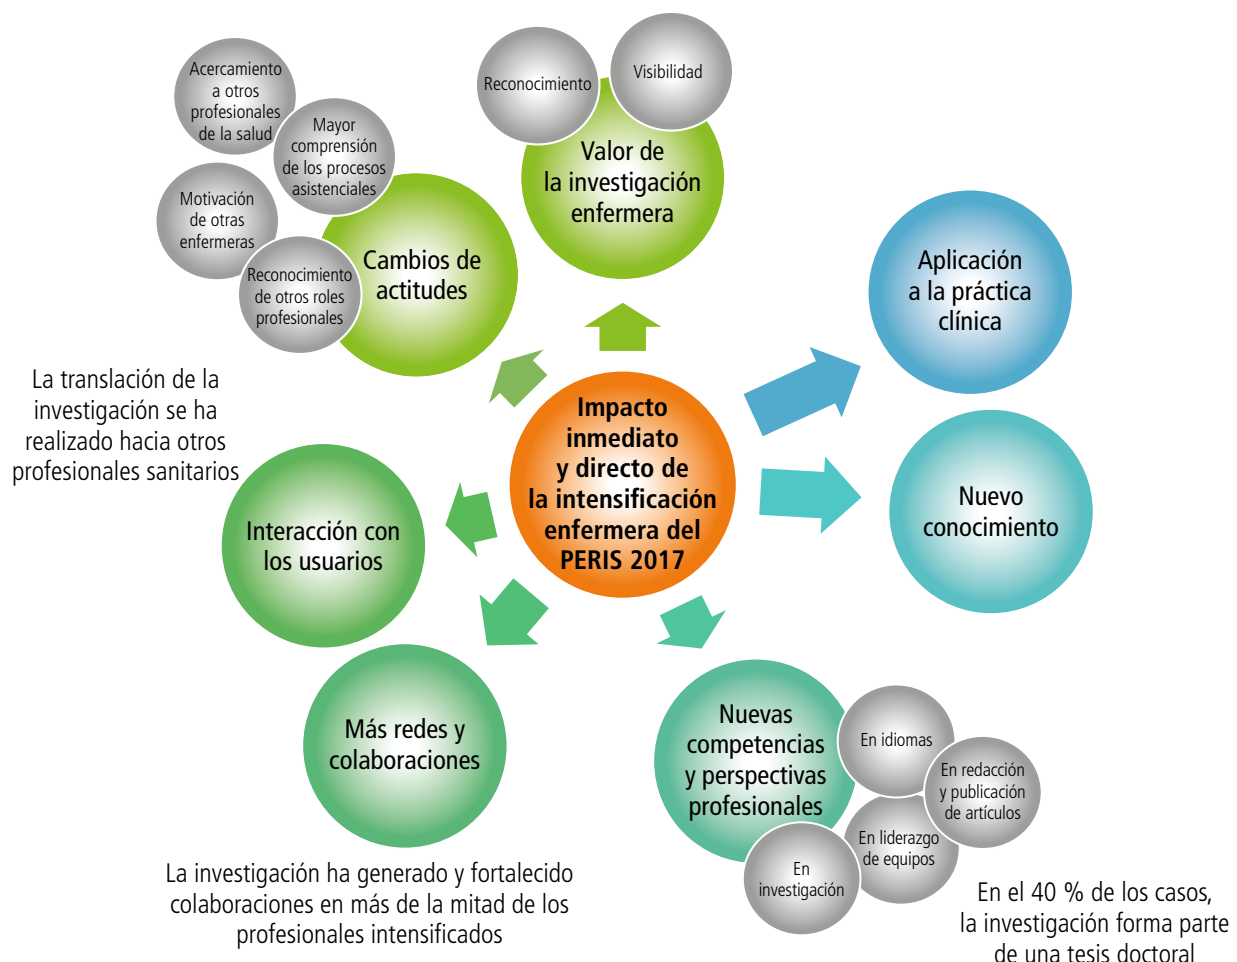 Acercamiento
a otros
profesionales
de la salud
Mayor
comprensión
de los procesos
asistenciales
Motivación
de otras
enfermeras
Reconocimiento
de otros roles
profesionales
Cambios de
actitudes
Reconocimiento
Visibilidad
Valor de
la investigación
enfermera
Aplicación
a la práctica
clínica
Nuevo
conocimiento
Impacto
inmediato
y directo de
la intensificación
enfermera del
PERIS 2017
La translación de la
investigación se ha
realizado hacia otros
profesionales sanitarios
Interacción con
los usuarios
Más redes y
colaboraciones
La investigación ha generado y fortalecido
colaboraciones en más de la mitad de los
profesionales intensificados
Nuevas
competencias
y perspectivas
profesionales
En idiomas
En redacción
y publicación
de artículos
En liderazgo
de equipos
En
investigación
En el 40 % de los casos,
la investigación forma parte
de una tesis doctoral